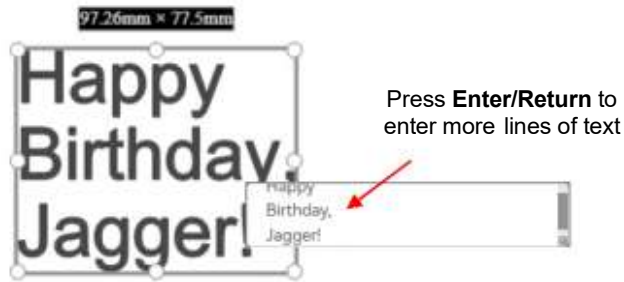 97.26mm × 77.5mm
Happy
Birthday,
Jagger!
Press Enter/Return to
enter more lines of text
Happy
Birthday,
Jagger!